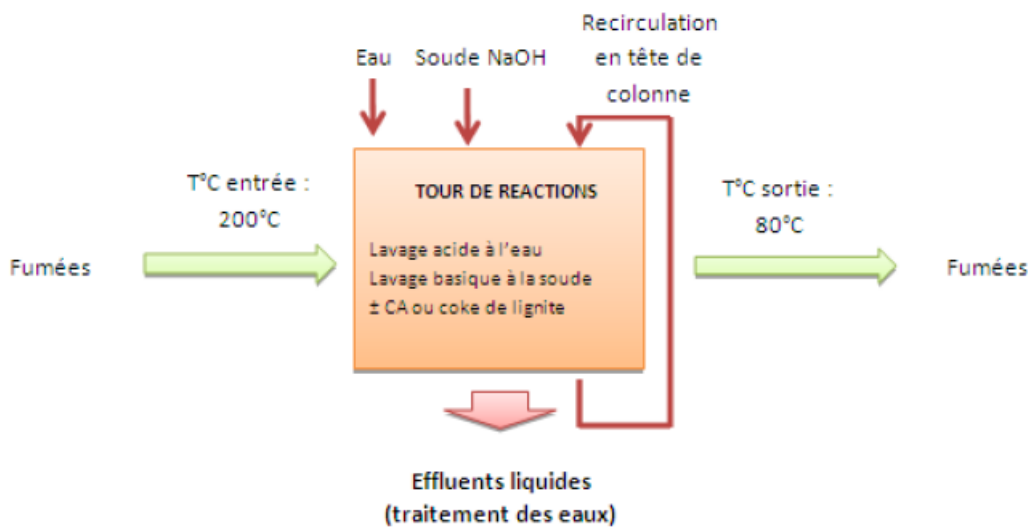 Recirculation
en tête de
colonne
Eau
Soude NaOH
T°C entrée :
200°C
Fumées
TOUR DE REACTIONS
Lavage acide à l'eau
Lavage basique à la soude
± CA ou coke de lignite
T°C sortie :
80°C
Fumées
Effluents liquides
(traitement des eaux)